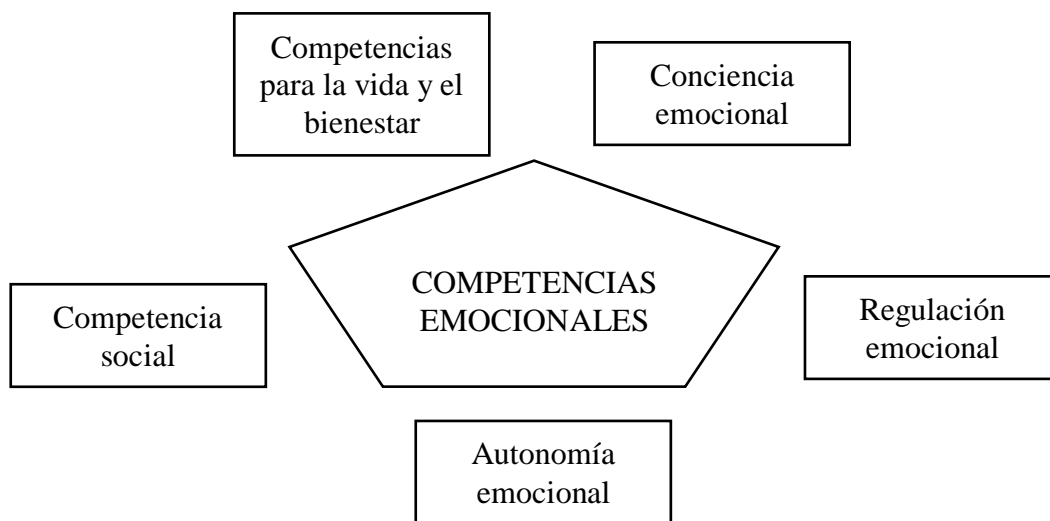 Competencias
para la vida y el
bienestar
Conciencia
emocional
COMPETENCIAS
EMOCIONALES
Competencia
social
Regulación
emocional
Autonomía
emocional